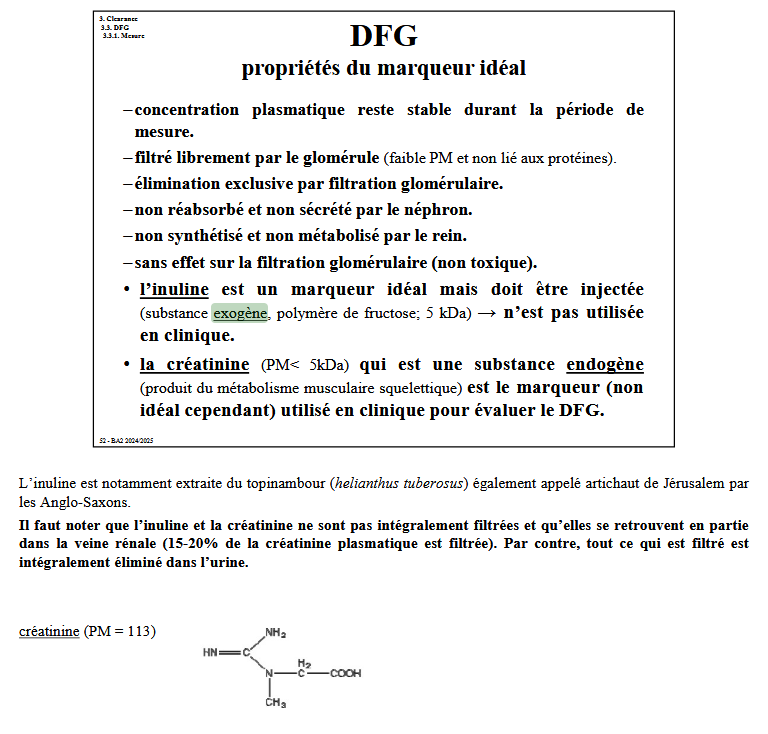 3. Clearance
3.3. DFG
3.3.1. Mesure
DFG
propriétés du marqueur idéal
–concentration plasmatique reste stable durant la période de
mesure.
–filtré librement par le glomérule (faible PM et non lié aux protéines).
–élimination exclusive par filtration glomérulaire.
–non réabsorbé et non sécrété par le néphron.
–non synthétisé et non métabolisé par le rein.
–sans effet sur la filtration glomérulaire (non toxique).
• l’inuline est un marqueur idéal mais doit être injectée
(substance exogène, polymère de fructose; 5 kDa) → n’est pas utilisée
en clinique.
• la créatinine (PM< 5kDa) qui est une substance endogène
(produit du métabolisme musculaire squelettique) est le marqueur (non
idéal cependant) utilisé en clinique pour évaluer le DFG.
52 - BA2 2024/2025
L’inuline est notamment extraite du topinambour (helianthus tuberosus) également appelé artichaut de Jérusalem par
les Anglo-Saxons.
Il faut noter que l’inuline et la créatinine ne sont pas intégralement filtrées et qu’elles se retrouvent en partie
dans la veine rénale (15-20% de la créatinine plasmatique est filtrée). Par contre, tout ce qui est filtré est
intégralement éliminé dans l’urine.
créatinine (PM = 113)
NH2
HN=C
H2
N—C—COOH
CH3